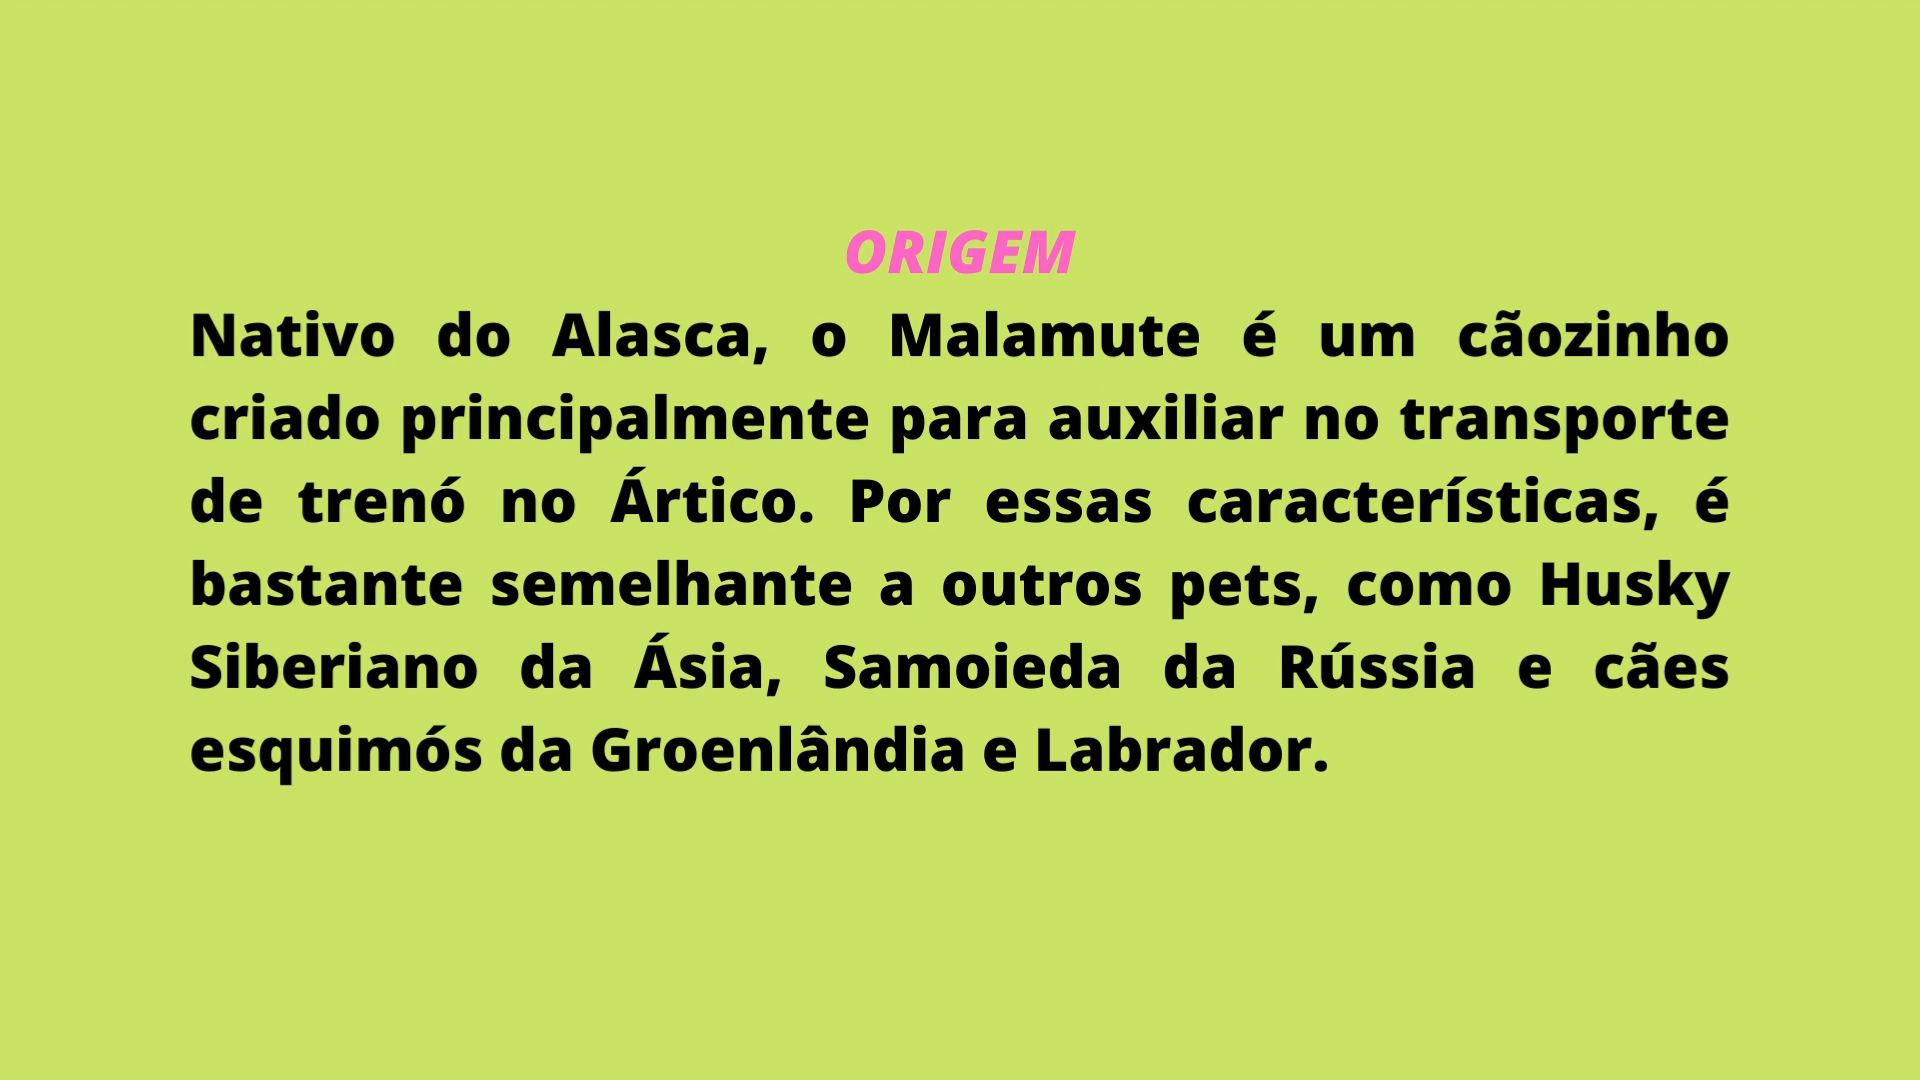 ORIGEM
Nativo do Alasca, o Malamute é um cãozinho
criado principalmente para auxiliar no transporte
de trenó no Ártico. Por essas características, é
bastante semelhante a outros pets, como Husky
Siberiano da Ásia, Samoieda da Rússia e cães
esquimós da Groenlândia e Labrador.